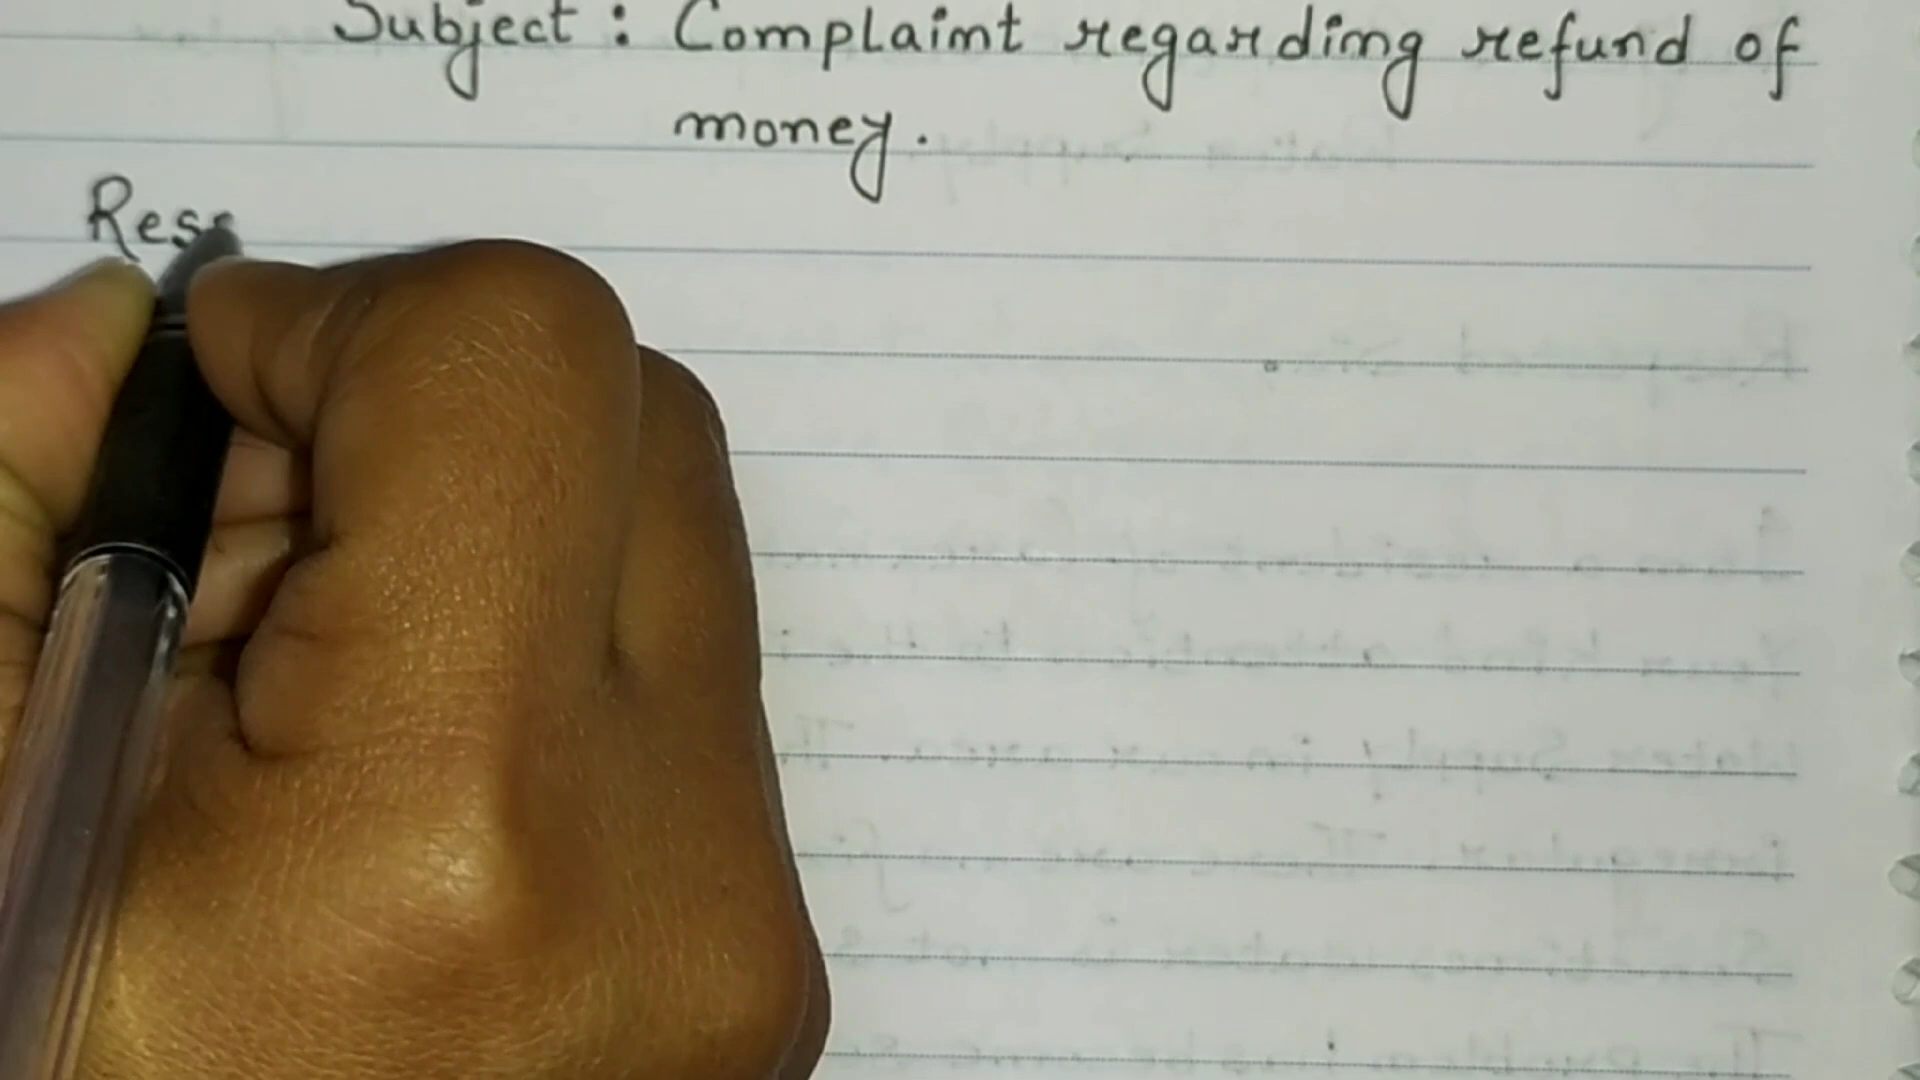 Subject : Complaint regarding refund of
money.
Res